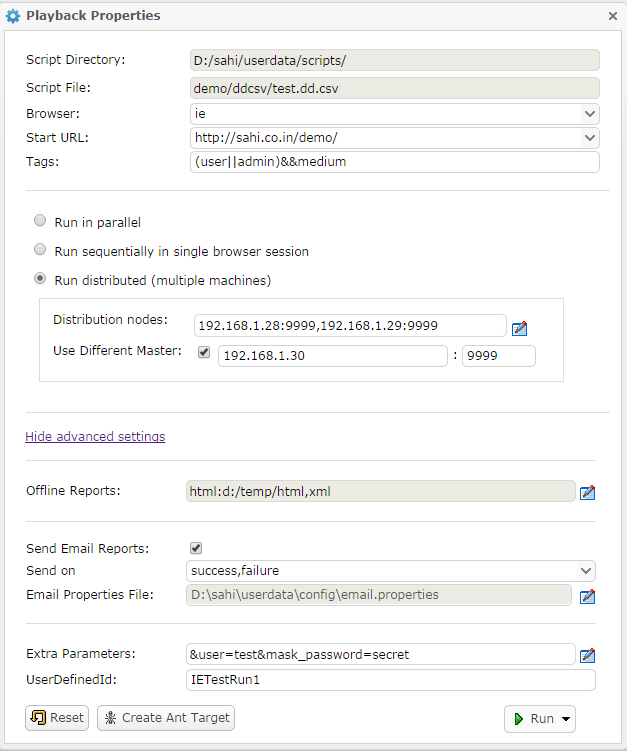 Playback Properties
Script Directory: D:/sahi/userdata/scripts/
Script File: demo/ddcsv/test.dd.csv
Browser: ie
Start URL: http://sahi.co.in/demo/
Tags: (user||admin)&&medium
Run in parallel
Run sequentially in single browser session
Run distributed (multiple machines)
Distribution nodes: 192.168.1.28:9999,192.168.1.29:9999
Use Different Master: 192.168.1.30 : 9999
Hide advanced settings
Offline Reports: html:d:/temp/html,xml
Send Email Reports:
Send on success,failure
Email Properties File: D:\sahi\userdata\config\email.properties
Extra Parameters: &user=test&mask_password=secret
UserDefinedId: IETestRun1
Reset Create Ant Target Run